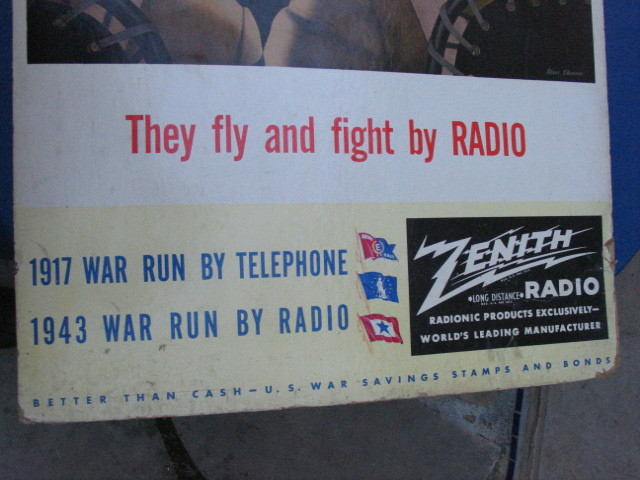 They fly and fight by RADIO
1917 WAR RUN BY TELEPHONE
1943 WAR RUN BY RADIO
E
ZENITH
•LONG DISTANCE• RADIO
RADIONIC PRODUCTS EXCLUSIVELY—
WORLD'S LEADING MANUFACTURER
BETTER THAN CASH—U.S. WAR SAVINGS STAMPS AND BONDS